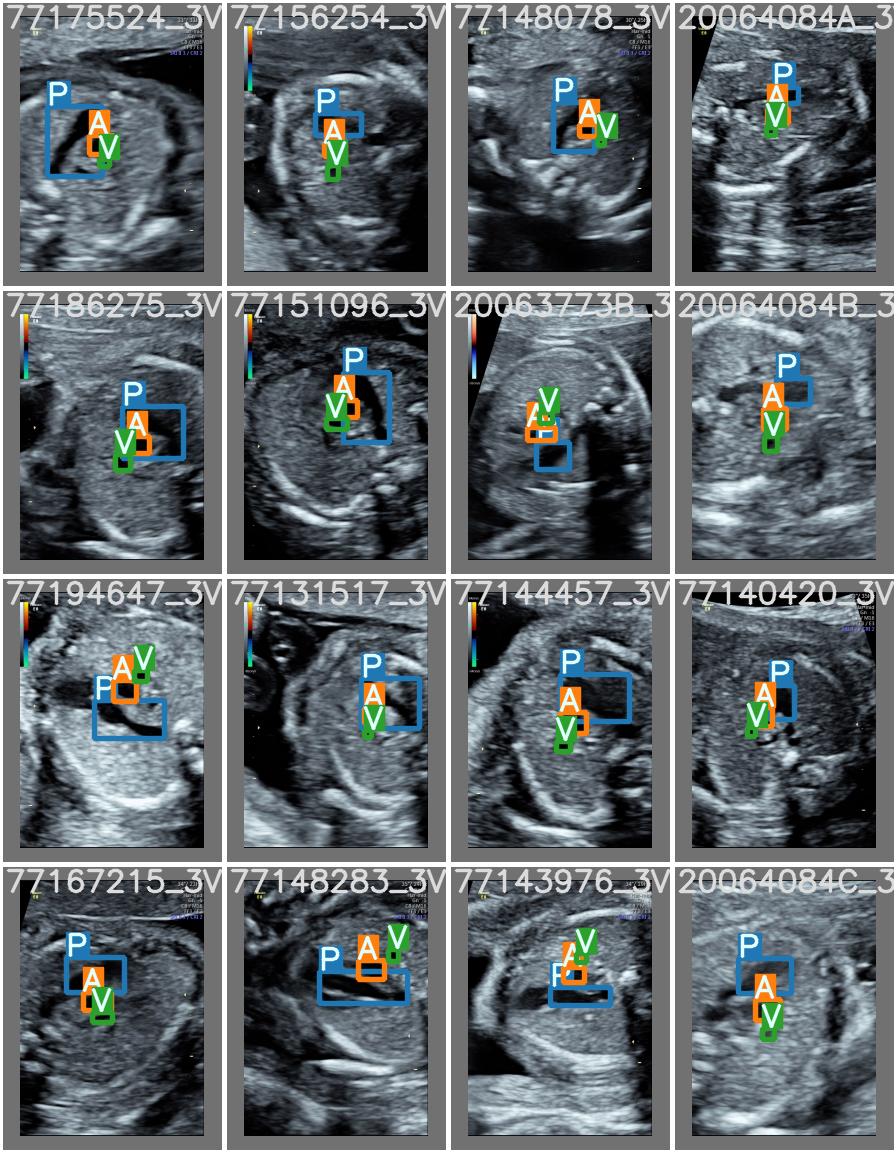 77175524_3V 77156254_3V 77148078_3V 20064084A_3
P A V P A V P A V P A V
77186275_3V 77151096_3V 20063773B_3 20064084B_3
P A V P A V A V P A V
77194647_3V 77131517_3V 77144457_3V 77140420_3V
P A V P A V P A V P A V
77167215_3V 77148283_3V 77143976_3V 20064084C_3
P A V P A V P A V P A V